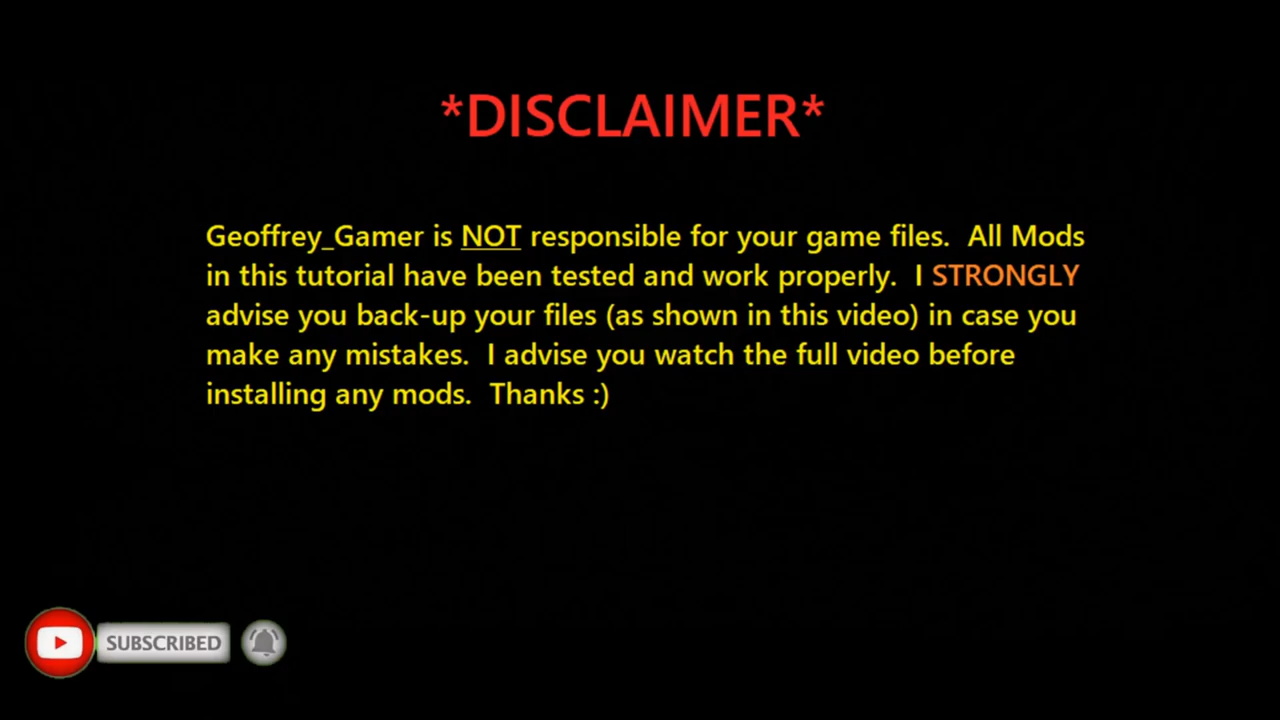 *DISCLAIMER*
Geoffrey_Gamer is NOT responsible for your game files.  All Mods
in this tutorial have been tested and work properly.  I STRONGLY
advise you back-up your files (as shown in this video) in case you
make any mistakes.  I advise you watch the full video before
installing any mods.  Thanks :)
SUBSCRIBED